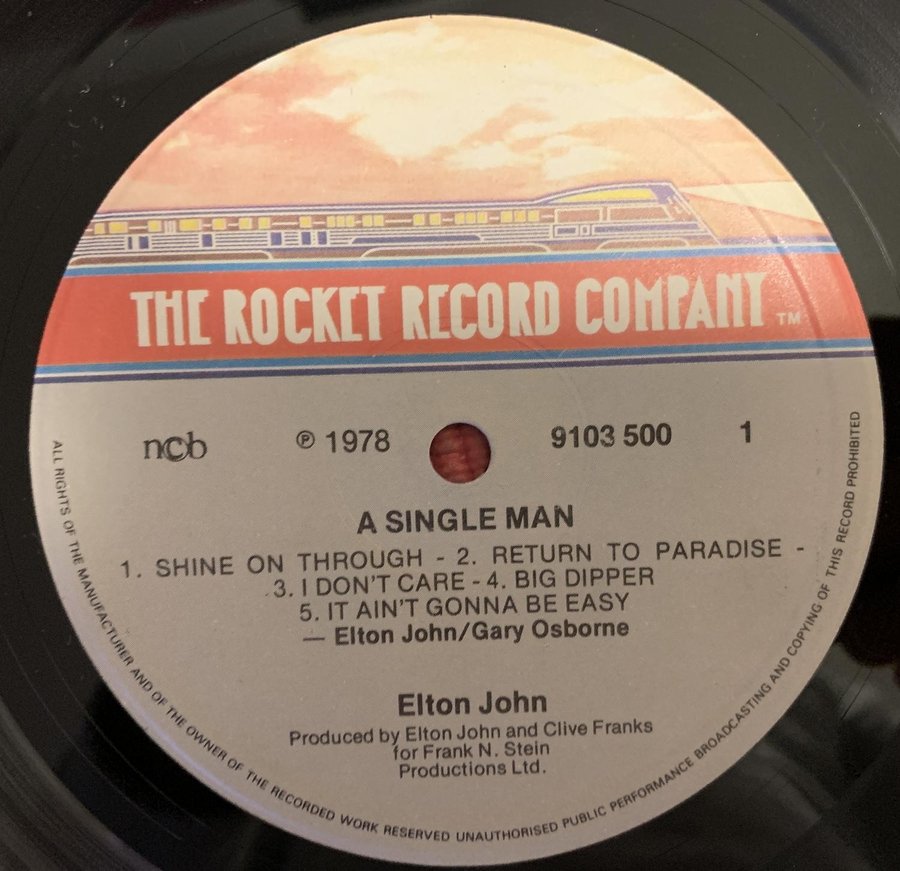 THE ROCKET RECORD COMPANY TM
ncb ℗ 1978 9103 500 1
A SINGLE MAN
1. SHINE ON THROUGH - 2. RETURN TO PARADISE -
3. I DON'T CARE - 4. BIG DIPPER
5. IT AIN'T GONNA BE EASY
— Elton John/Gary Osborne
Elton John
Produced by Elton John and Clive Franks
for Frank N. Stein
Productions Ltd.
ALL RIGHTS OF THE MANUFACTURER AND OF THE OWNER OF THE RECORDED WORK RESERVED UNAUTHORISED PUBLIC PERFORMANCE BROADCASTING AND COPYING OF THIS RECORD PROHIBITED